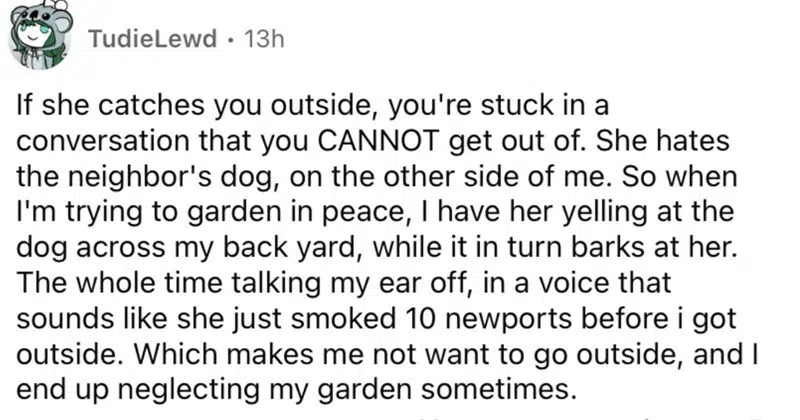 TudieLewd • 13h
If she catches you outside, you're stuck in a
conversation that you CANNOT get out of. She hates
the neighbor's dog, on the other side of me. So when
I'm trying to garden in peace, I have her yelling at the
dog across my back yard, while it in turn barks at her.
The whole time talking my ear off, in a voice that
sounds like she just smoked 10 newports before i got
outside. Which makes me not want to go outside, and I
end up neglecting my garden sometimes.